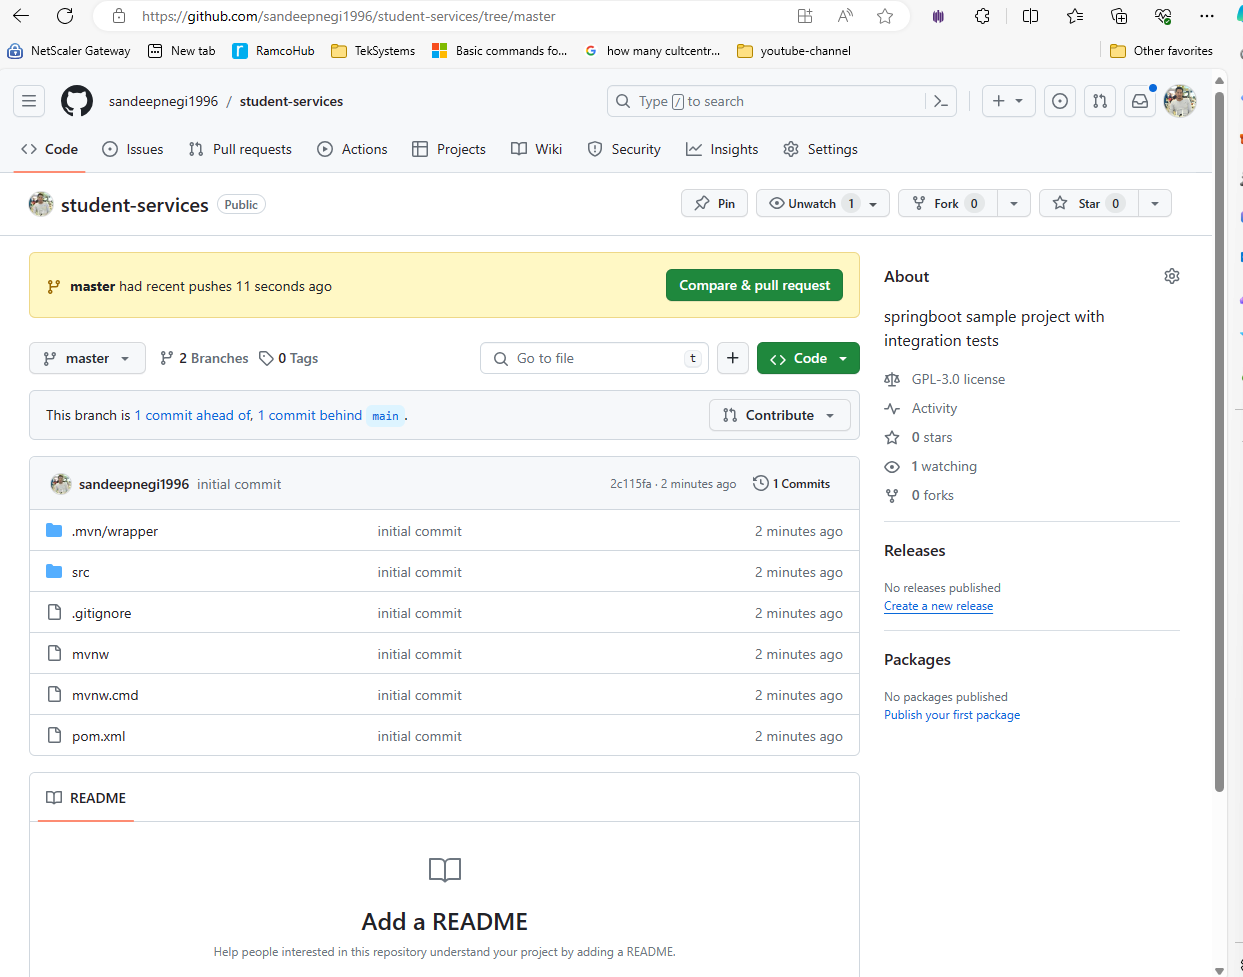 https://github.com/sandeepnegi1996/student-services/tree/master
NetScaler Gateway New tab RamcoHub TekSystems Basic commands fo... how many cultcentr... youtube-channel Other favorites
sandeepnegi1996 / student-services Type / to search
Code Issues Pull requests Actions Projects Wiki Security Insights Settings
student-services Public Pin Unwatch 1 Fork 0 Star 0
master had recent pushes 11 seconds ago Compare & pull request
master 2 Branches 0 Tags Go to file t + Code
This branch is 1 commit ahead of, 1 commit behind main . Contribute
sandeepnegi1996 initial commit 2c115fa · 2 minutes ago 1 Commits
.mvn/wrapper initial commit 2 minutes ago
src initial commit 2 minutes ago
.gitignore initial commit 2 minutes ago
mvnw initial commit 2 minutes ago
mvnw.cmd initial commit 2 minutes ago
pom.xml initial commit 2 minutes ago
README
Add a README
Help people interested in this repository understand your project by adding a README.
About
springboot sample project with
integration tests
GPL-3.0 license
Activity
0 stars
1 watching
0 forks
Releases
No releases published
Create a new release
Packages
No packages published
Publish your first package